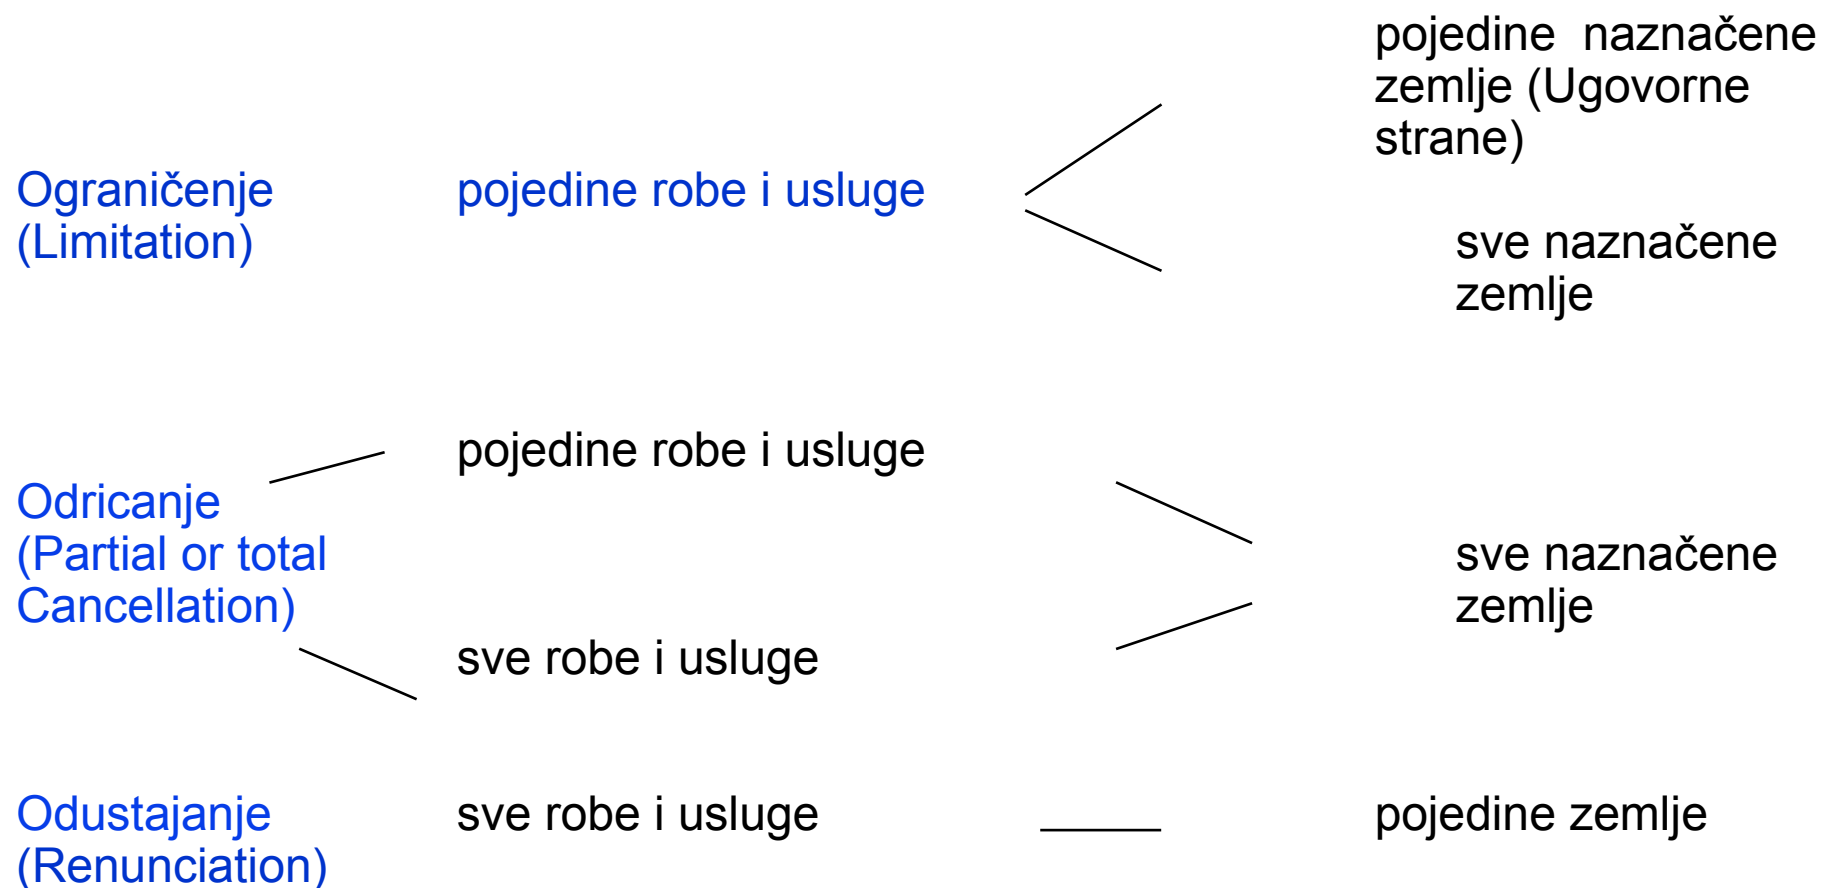 pojedine naznačene
zemlje (Ugovorne
strane)
Ograničenje
(Limitation)
pojedine robe i usluge
sve naznačene
zemlje
Odricanje
(Partial or total
Cancellation)
pojedine robe i usluge
sve robe i usluge
sve naznačene
zemlje
Odustajanje
(Renunciation)
sve robe i usluge
pojedine zemlje